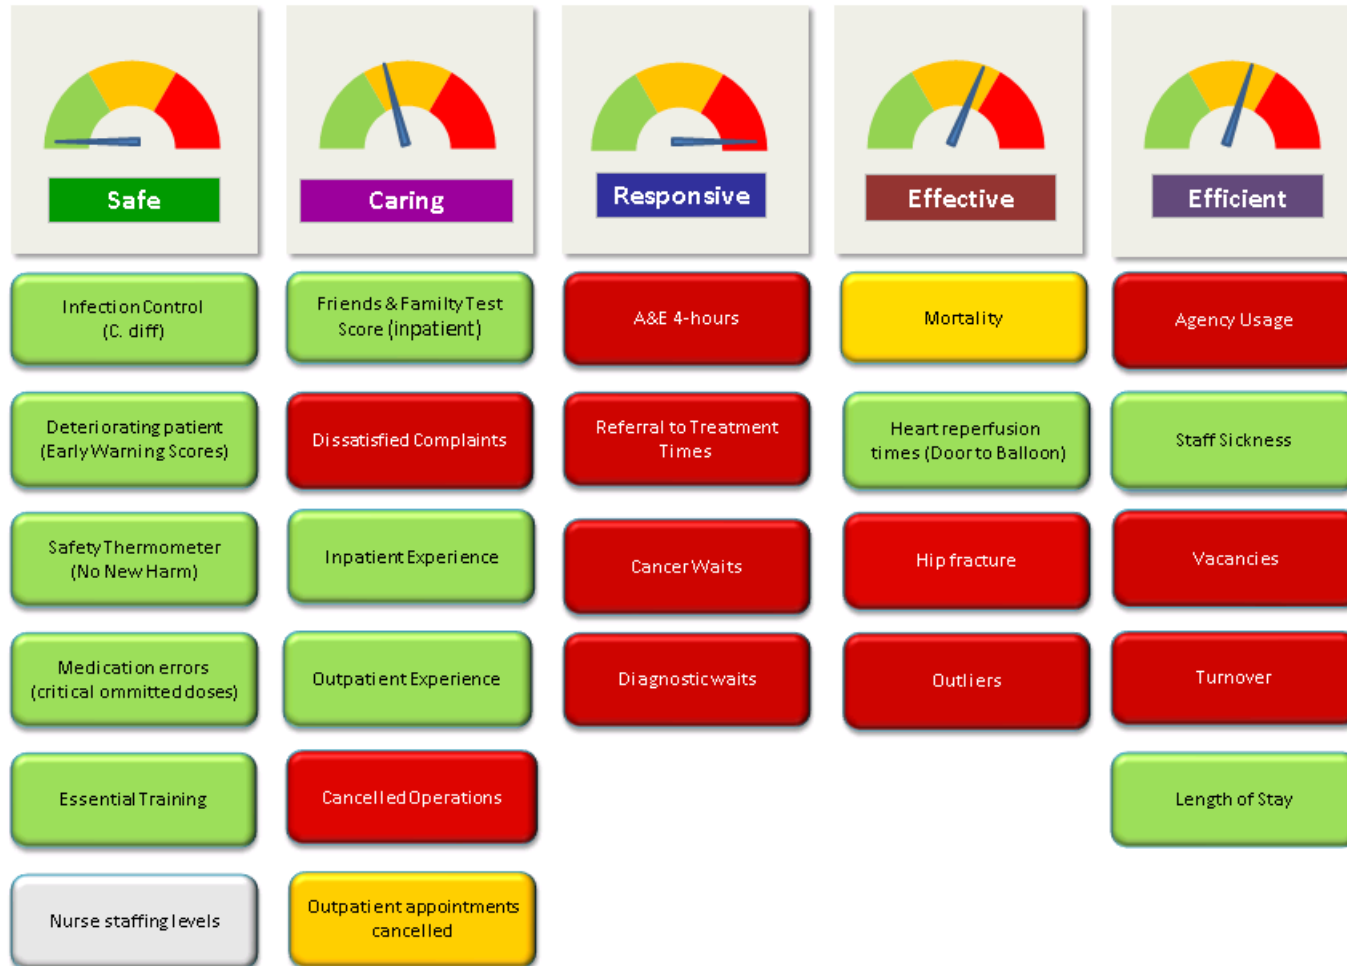 Safe
Caring
Responsive
Effective
Efficient
Infection Control
(C. diff)
Deteriorating patient
(Early Warning Scores)
Safety Thermometer
(No New Harm)
Medication errors
(critical ommitted doses)
Essential Training
Nurse staffing levels
Friends & Familty Test
Score (inpatient)
Dissatisfied Complaints
Inpatient Experience
Outpatient Experience
Cancelled Operations
Outpatient appointments
cancelled
A&E 4-hours
Referral to Treatment
Times
Cancer Waits
Diagnostic waits
Mortality
Heart reperfusion
times (Door to Balloon)
Hip fracture
Outliers
Agency Usage
Staff Sickness
Vacancies
Turnover
Length of Stay